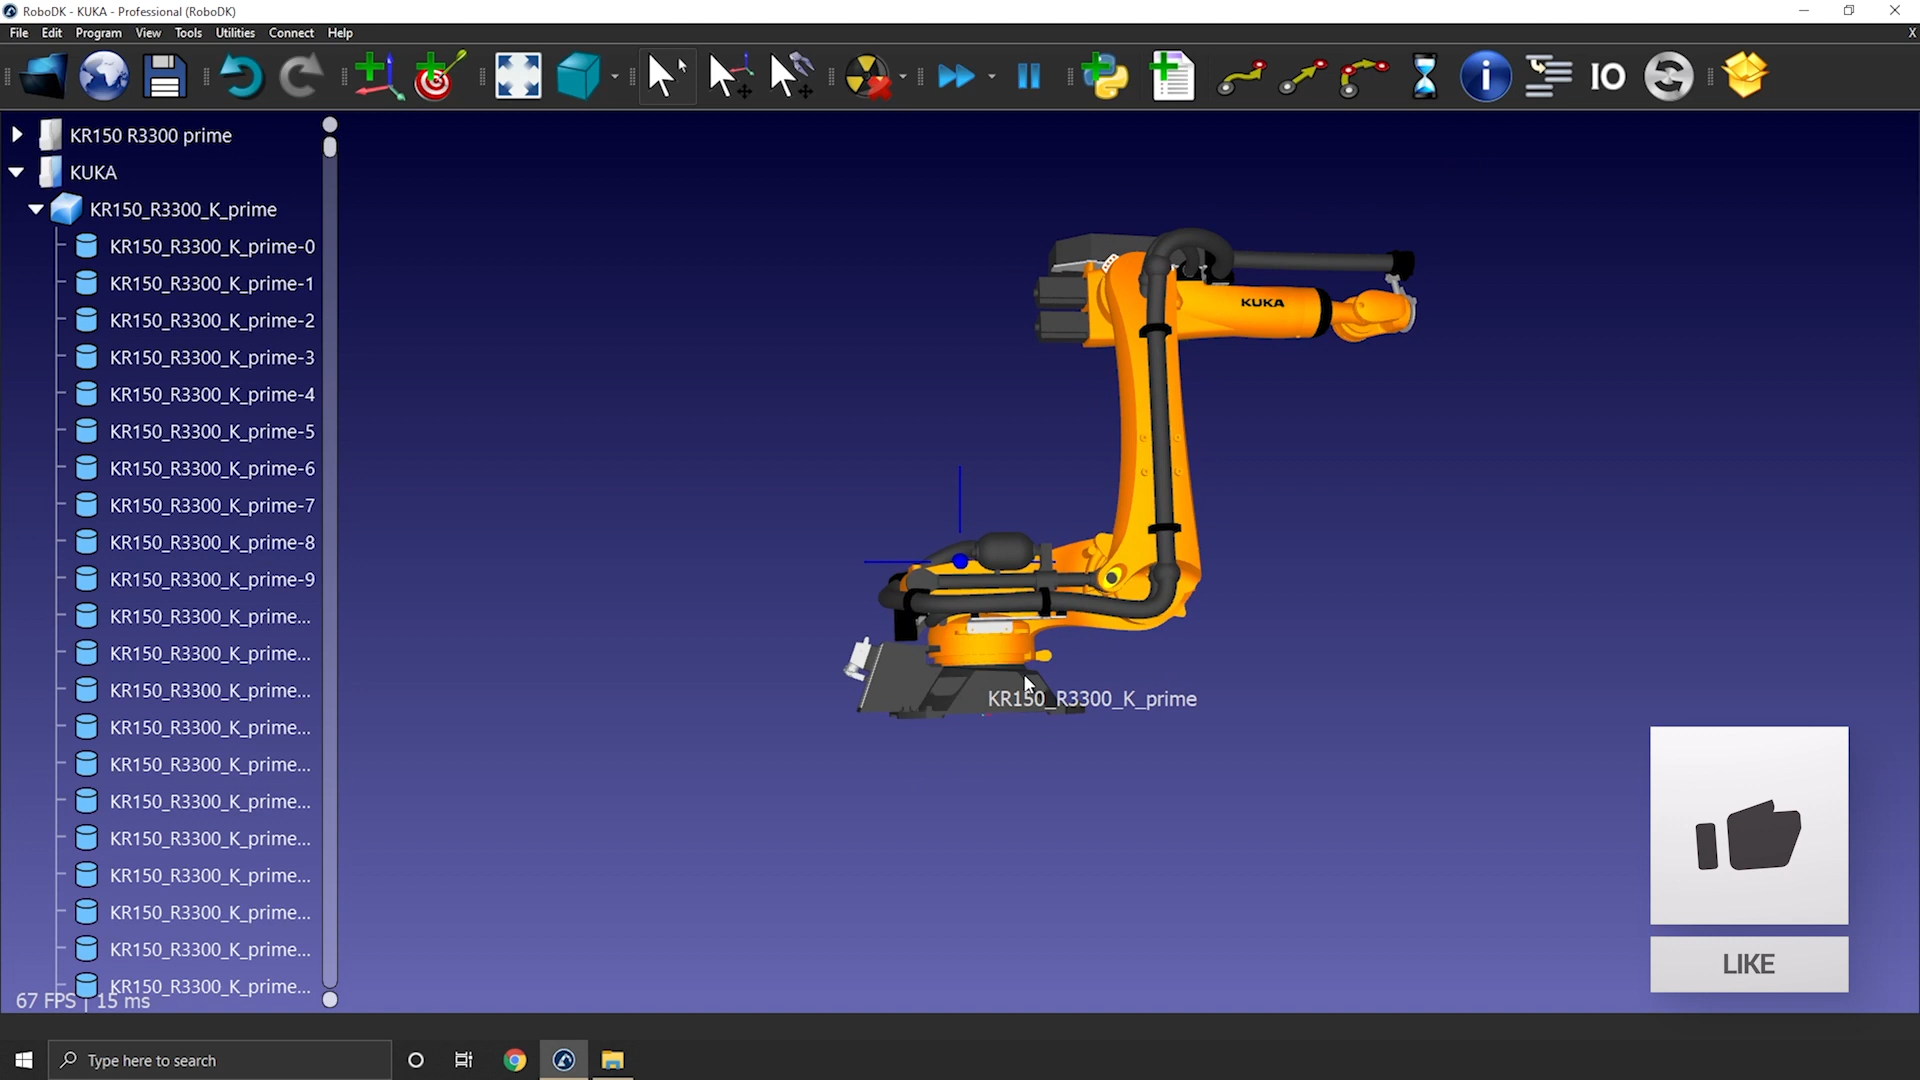 RoboDK - KUKA - Professional (RoboDK)
File Edit Program View Tools Utilities Connect Help X
IO
KR150 R3300 prime
KUKA
KR150_R3300_K_prime
KR150_R3300_K_prime-0
KR150_R3300_K_prime-1
KR150_R3300_K_prime-2
KR150_R3300_K_prime-3
KR150_R3300_K_prime-4
KR150_R3300_K_prime-5
KR150_R3300_K_prime-6
KR150_R3300_K_prime-7
KR150_R3300_K_prime-8
KR150_R3300_K_prime-9
KR150_R3300_K_prime...
KR150_R3300_K_prime...
KR150_R3300_K_prime...
KR150_R3300_K_prime...
KR150_R3300_K_prime...
KR150_R3300_K_prime...
KR150_R3300_K_prime...
KR150_R3300_K_prime...
KR150_R3300_K_prime...
KR150_R3300_K_prime...
KR150_R3300_K_prime...
67 FPS | 15 ms
KUKA
KR150_R3300_K_prime
LIKE
Type here to search